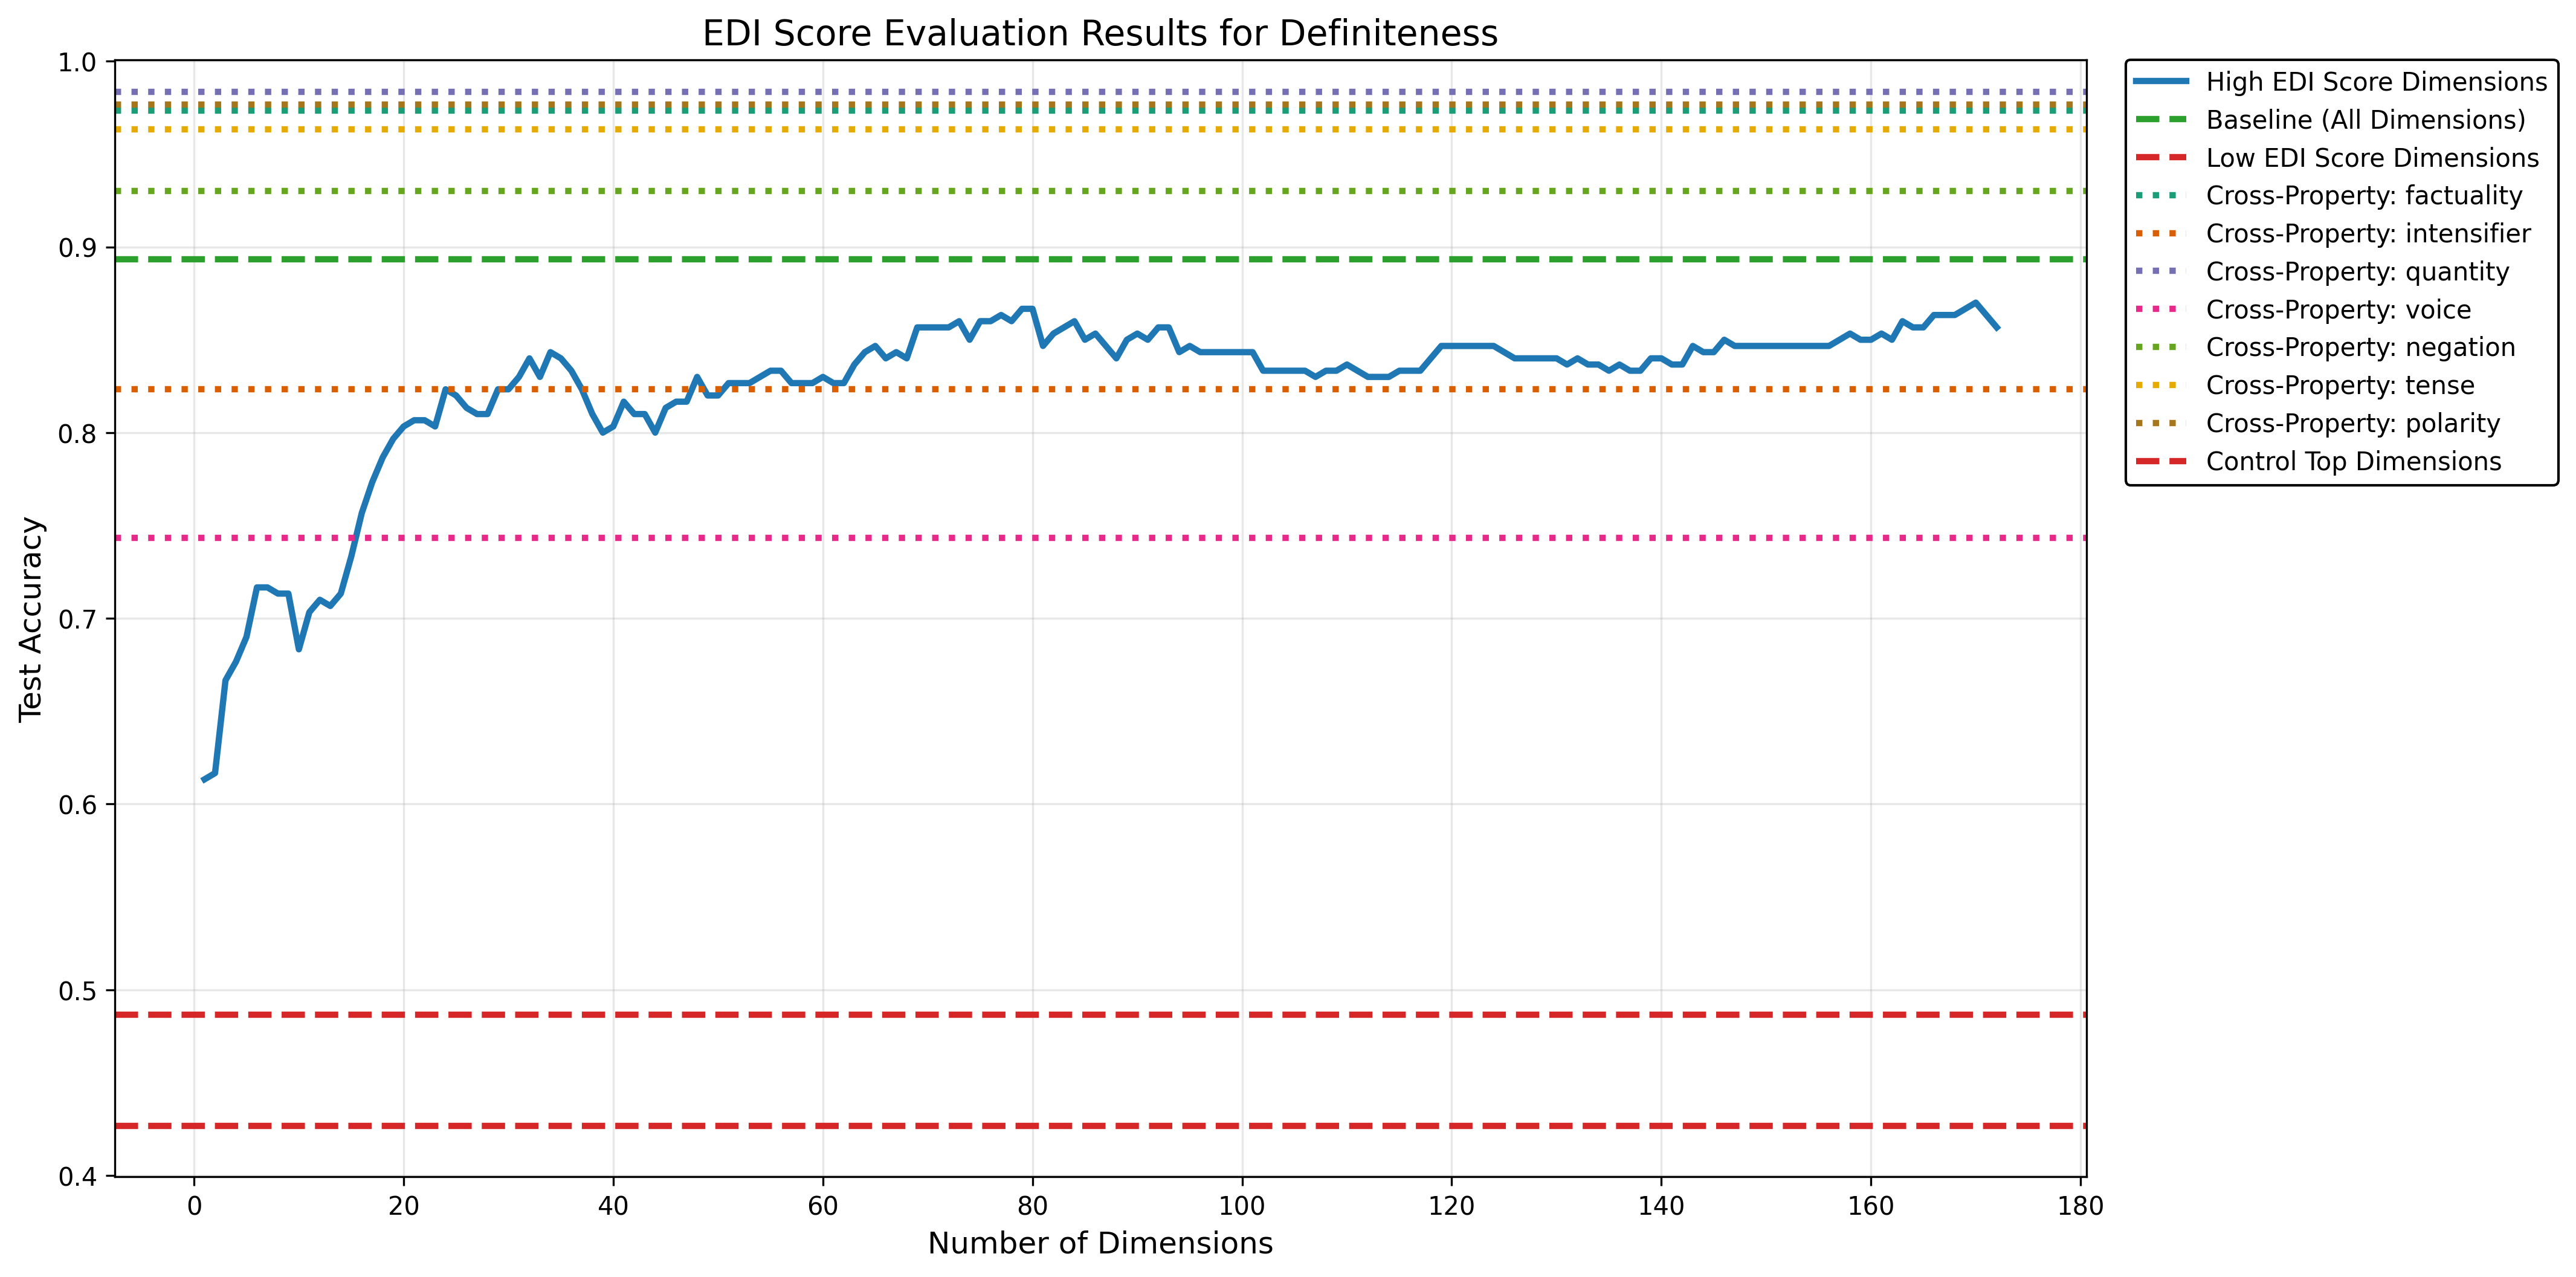 EDI Score Evaluation Results for Definiteness
1.0
0.9
0.8
0.7
0.6
0.5
0.4
Test Accuracy
0 20 40 60 80 100 120 140 160 180
Number of Dimensions
High EDI Score Dimensions
Baseline (All Dimensions)
Low EDI Score Dimensions
Cross-Property: factuality
Cross-Property: intensifier
Cross-Property: quantity
Cross-Property: voice
Cross-Property: negation
Cross-Property: tense
Cross-Property: polarity
Control Top Dimensions